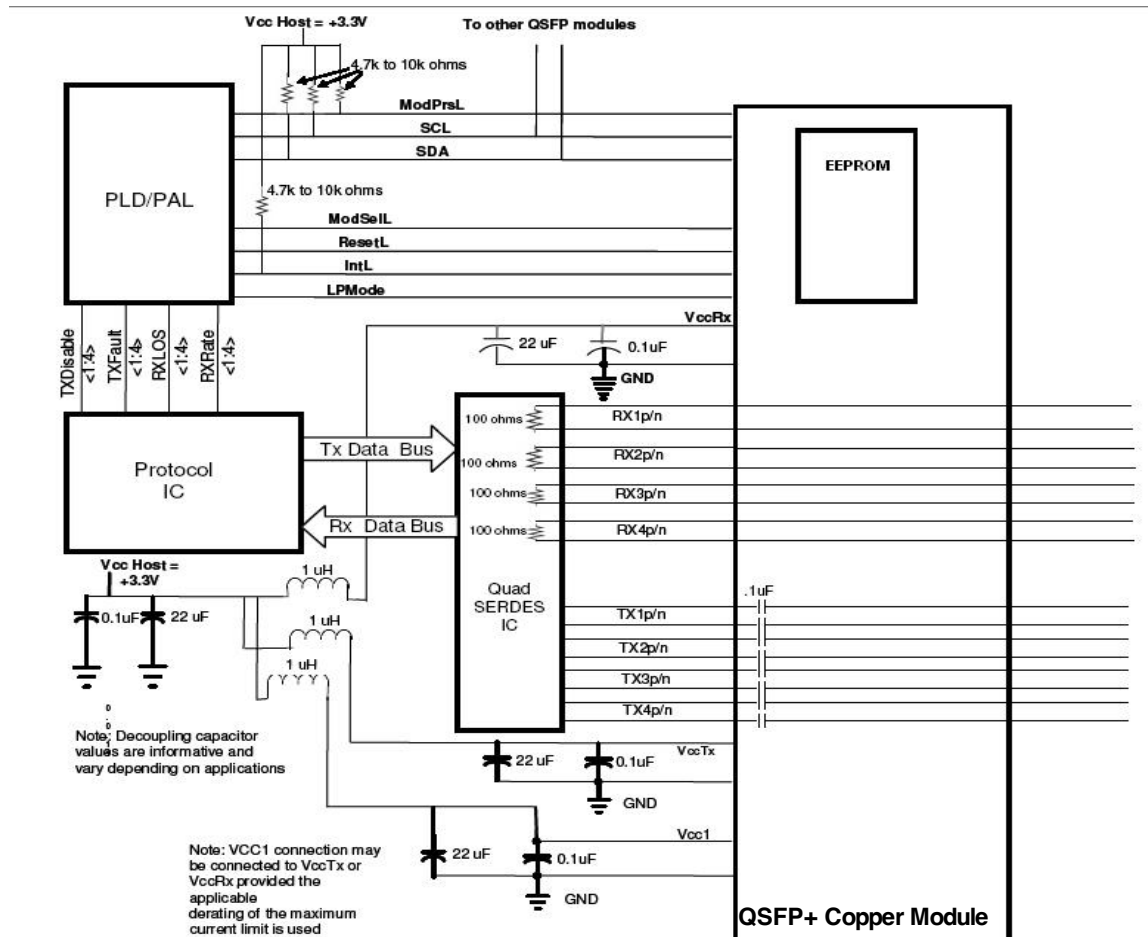 Vcc Host = +3.3V
To other QSFP modules
4.7k to 10k ohms
ModPrsL
SCL
SDA
EEPROM
PLD/PAL
4.7k to 10k ohms
ModSelL
ResetL
IntL
LPMode
VccRx
TXDisable
<1:4>
TXFault
<1:4>
RXLOS
<1:4>
RXRate
<1:4>
22 uF
0.1uF
GND
100 ohms
RX1p/n
Tx Data Bus
100 ohms
RX2p/n
Protocol
IC
100 ohms
RX3p/n
Rx Data Bus
100 ohms
RX4p/n
Vcc Host =
+3.3V
1 uH
Quad
SERDES
IC
.1uF
0.1uF
22 uF
1 uH
TX1p/n
TX2p/n
1 uH
TX3p/n
TX4p/n
Note: Decoupling capacitor
values are informative and
vary depending on applications
VccTx
22 uF
0.1uF
GND
Vcc1
Note: VCC1 connection may
be connected to VccTx or
VccRx provided the
applicable
derating of the maximum
current limit is used
22 uF
0.1uF
GND
QSFP+ Copper Module